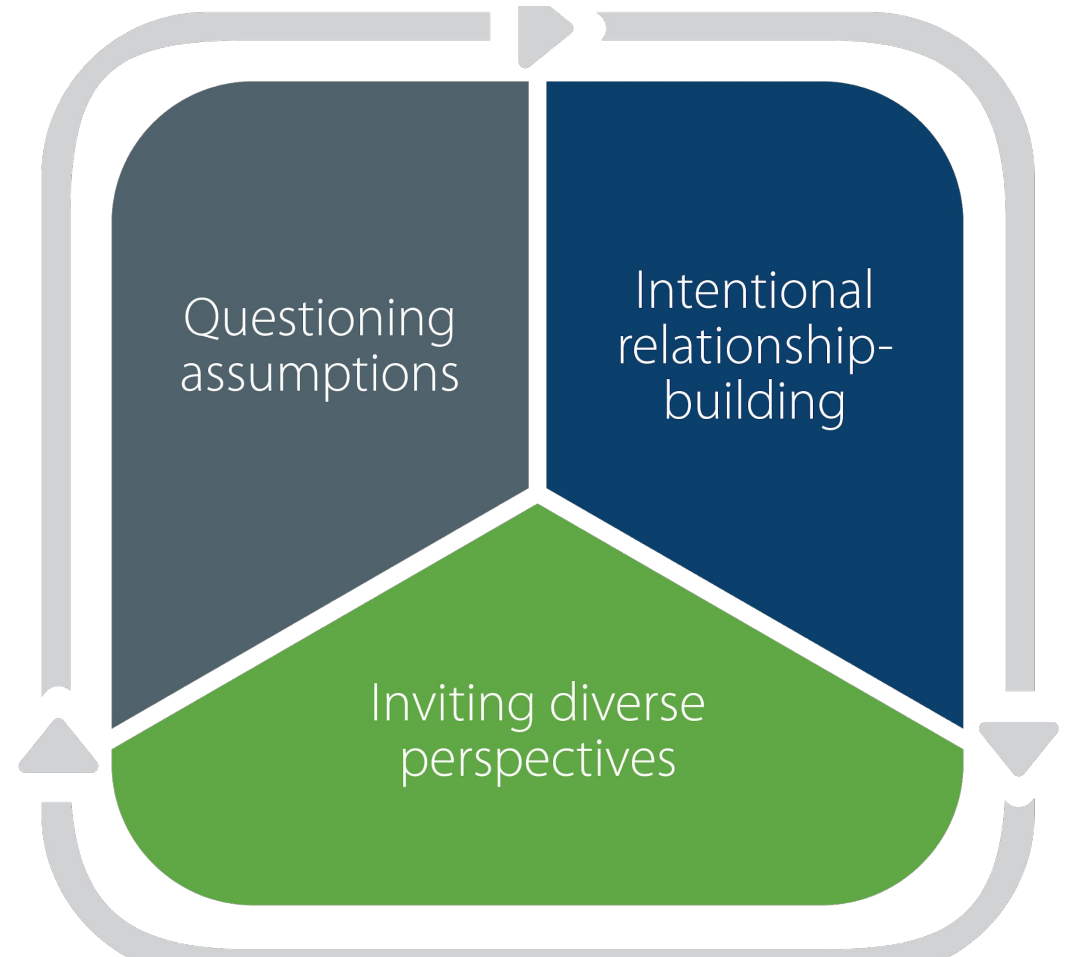 Questioning
assumptions
Intentional
relationship-
building
Inviting diverse
perspectives